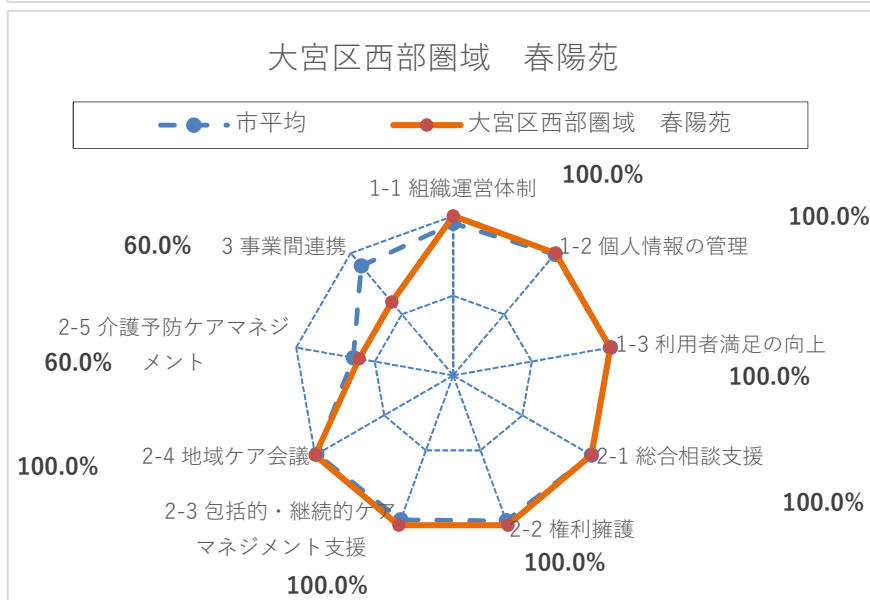 大宮区西部圏域　春陽苑
市平均
大宮区西部圏域　春陽苑
1-1 組織運営体制
100.0%
1-2 個人情報の管理
100.0%
1-3 利用者満足の向上
100.0%
2-1 総合相談支援
100.0%
2-2 権利擁護
100.0%
2-3 包括的・継続的ケア
マネジメント支援
100.0%
2-4 地域ケア会議
100.0%
2-5 介護予防ケアマネジ
メント
60.0%
3 事業間連携
60.0%